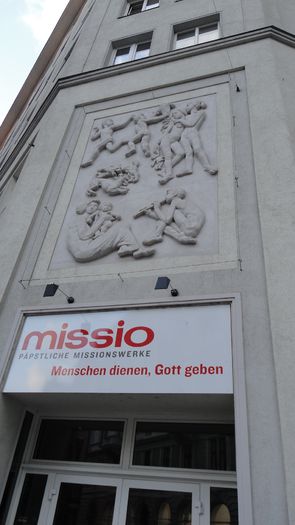 missio
PÄPSTLICHE MISSIONSWERKE
Menschen dienen, Gott geben